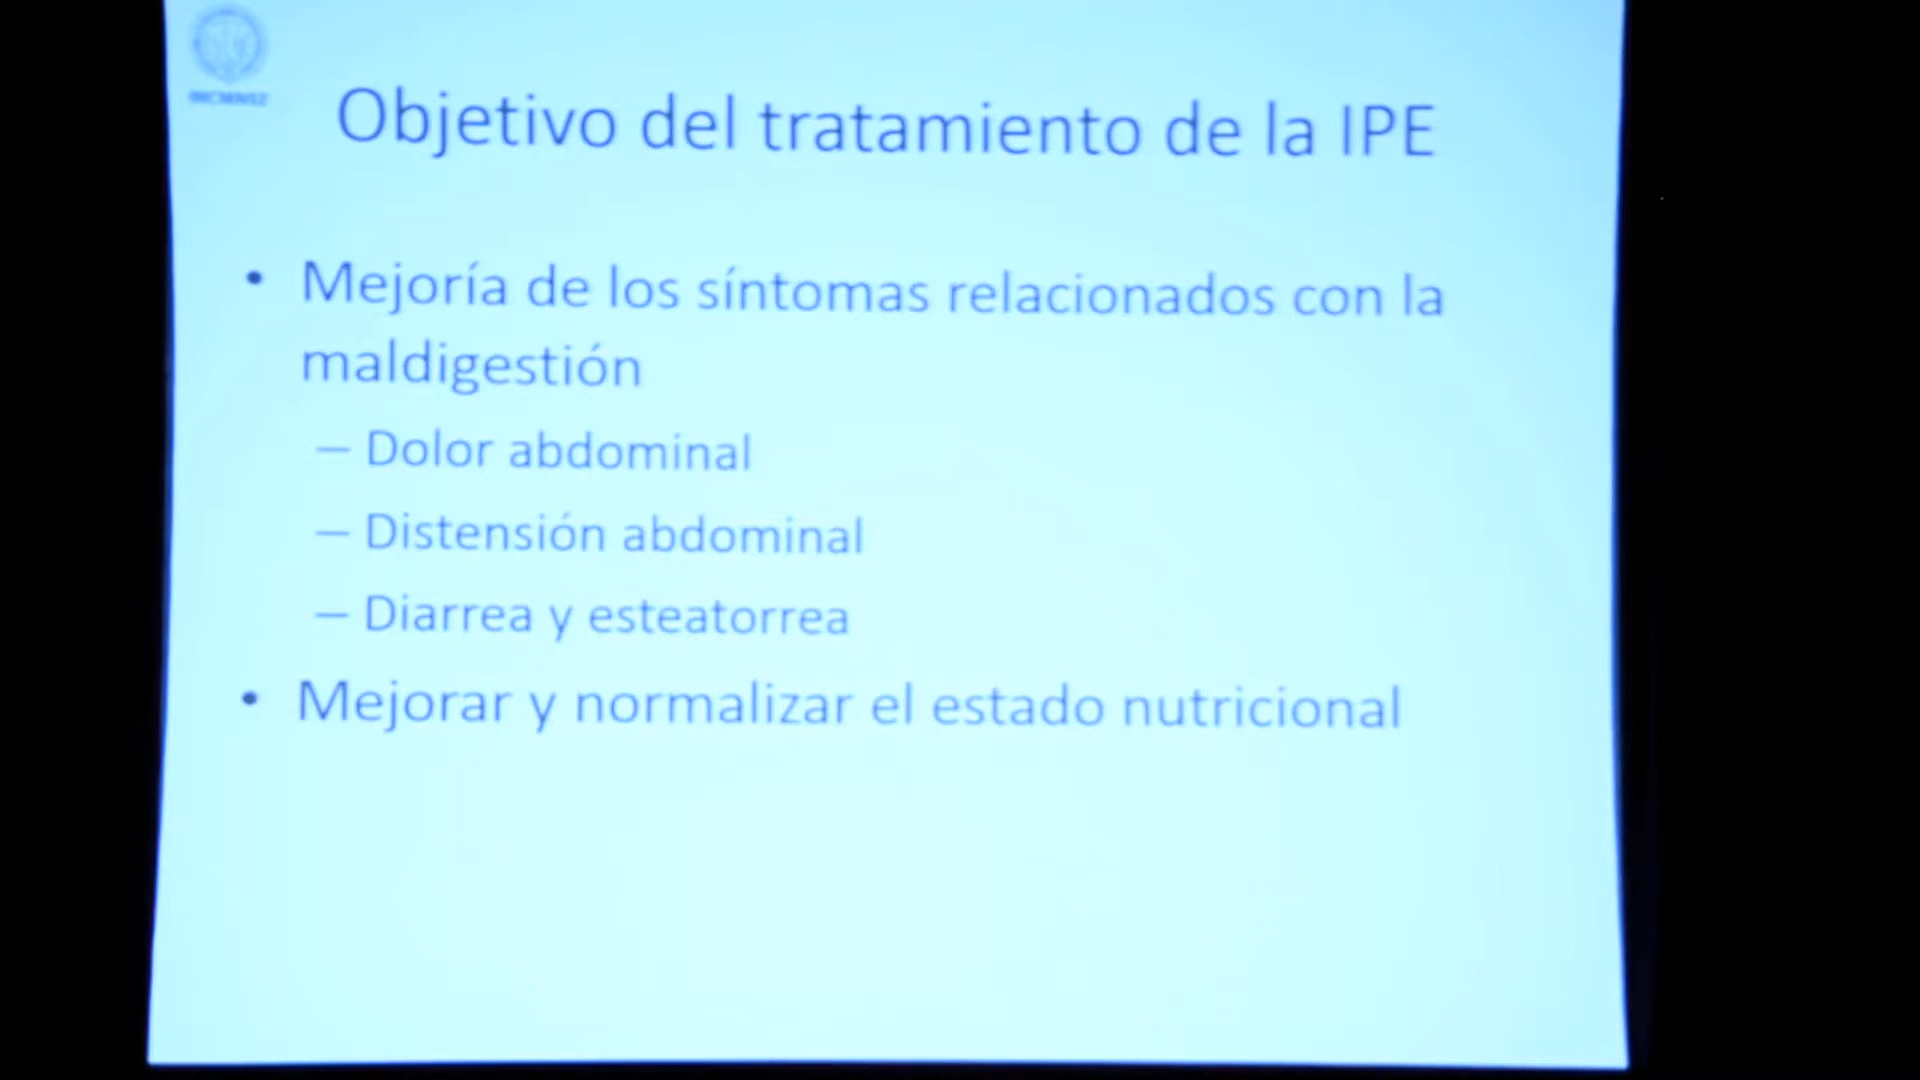 INCMNSZ
Objetivo del tratamiento de la IPE
• Mejoría de los síntomas relacionados con la
maldigestión
– Dolor abdominal
– Distensión abdominal
– Diarrea y esteatorrea
• Mejorar y normalizar el estado nutricional